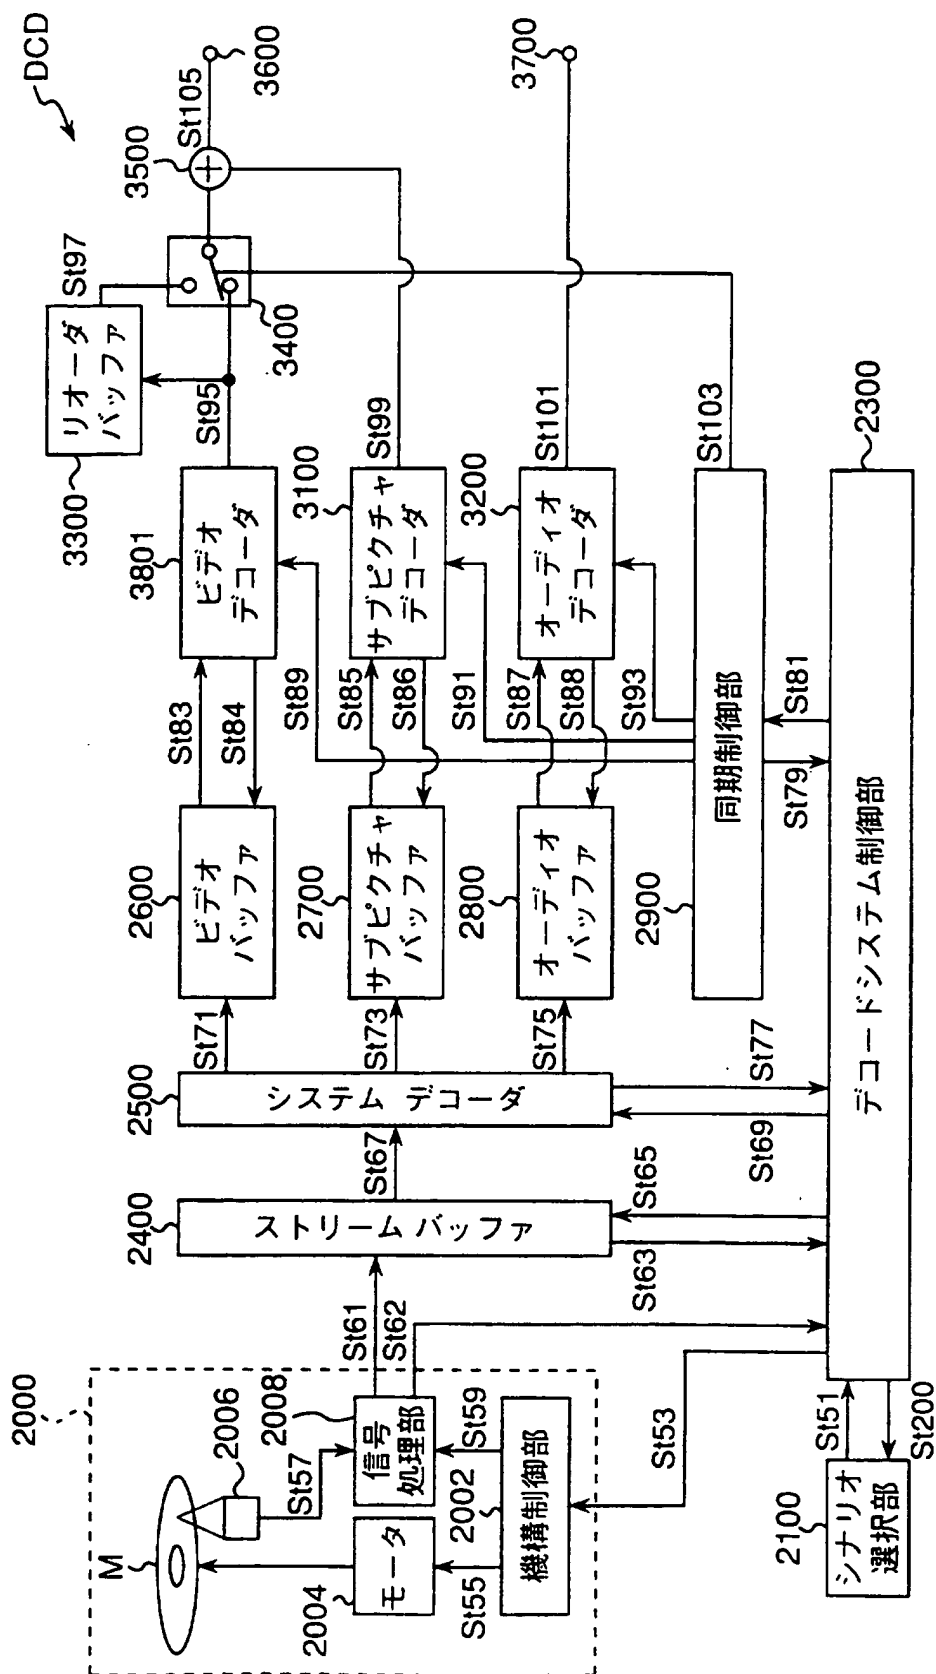 DCD
2000
M
2006
St57
2008
信号
処理部
2004
モータ
St55
2002
St59
機構制御部
St61
St62
St53
2100
シナリオ
選択部
St51
St200
2400
ストリーム バッファ
St63
St65
St67
2500
システム デコーダ
St69
St77
St71
St73
St75
2600
ビデオ
バッファ
2700
サブピクチャ
バッファ
2800
オーディオ
バッファ
2900
同期制御部
St79
St81
St83
St84
St89
St85
St86
St91
St87
St88
St93
3801
ビデオ
デコーダ
3100
サブピクチャ
デコーダ
3200
オーディオ
デコーダ
3300
リオーダ
バッファ
St95
St97
St99
St101
St103
3400
3500
St105
3600
3700
2300
デコードシステム制御部